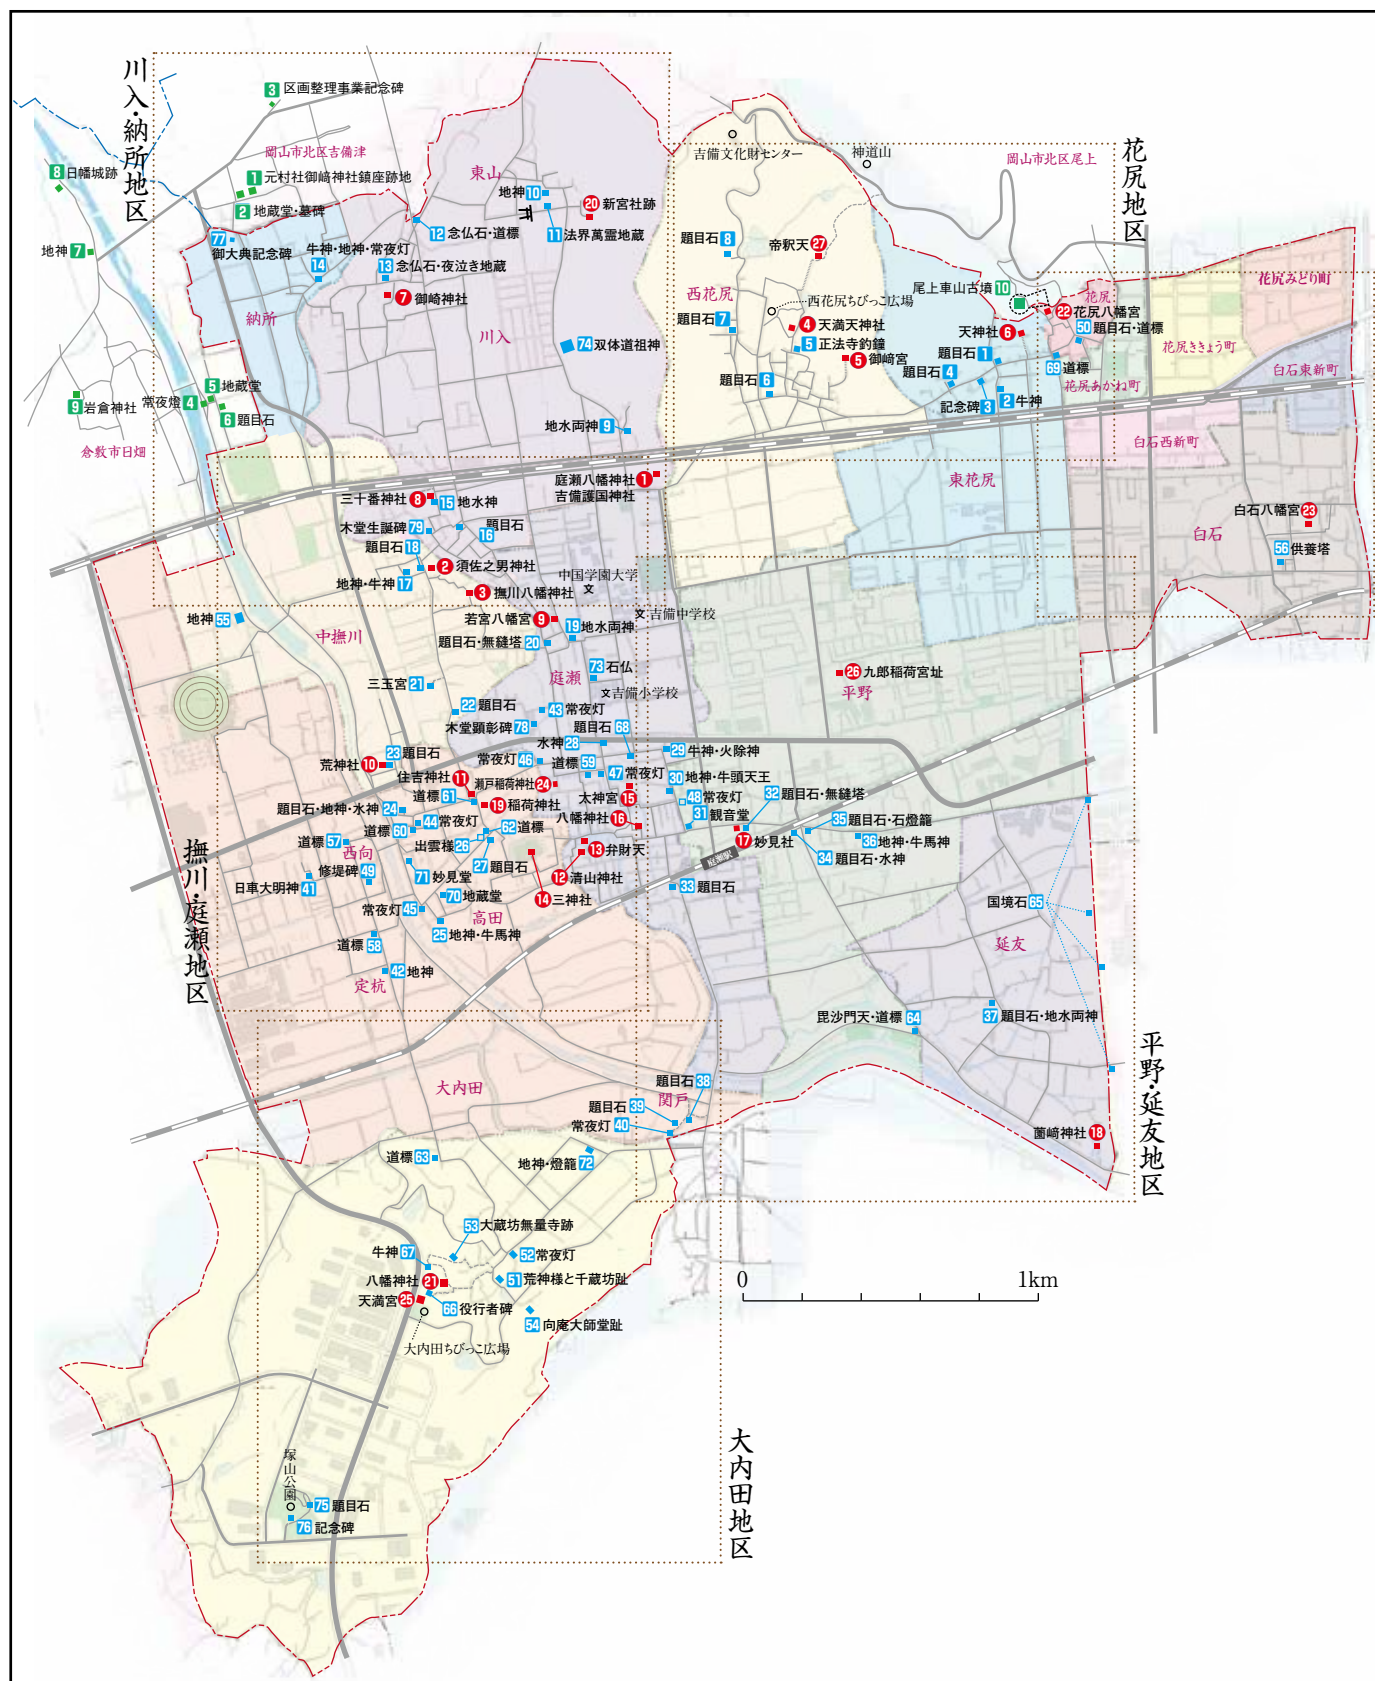 川入・納所地区
3 区画整理事業記念碑
岡山市北区吉備津
8 日幡城跡
1 元村社御﨑神社鎮座跡地
2 地蔵堂・墓碑
地神 7
77
御大典記念碑
牛神・地神・常夜灯
14
12 念仏石・道標
13 念仏石・夜泣き地蔵
7 御崎神社
納所
東山
地神 10
20 新宮社跡
11 法界萬霊地蔵
川入
74 双体道祖神
5 地蔵堂
常夜燈 4
6 題目石
9 岩倉神社
倉敷市日畑
地水両神 9
吉備文化財センター
神道山
岡山市北区尾上
花尻地区
題目石 8
帝釈天 27
西花尻
西花尻ちびっこ広場
題目石 7
4 天満天神社
5 正法寺釣鐘
5 御﨑宮
題目石 6
尾上車山古墳 10
花尻
22 花尻八幡宮
天神社 6
50 題目石・道標
題目石 1
題目石 4
69 道標
花尻あかね町
記念碑 3
2 牛神
花尻みどり町
花尻ききょう町
白石東新町
白石西新町
東花尻
白石八幡宮 23
白石
56 供養塔
庭瀬八幡神社 1
吉備護国神社
三十番神社 8
15 地水神
木堂生誕碑 79
題目石
16
題目石
18
2 須佐之男神社
地神・牛神 17
3 撫川八幡神社
中国学園大学
文
文 吉備中学校
地神 55
中撫川
若宮八幡宮 9
19 地水両神
題目石・無縫塔 20
庭瀬
73 石仏
三玉宮 21
文 吉備小学校
22 題目石
43 常夜灯
木堂顕彰碑 78
題目石 68
水神 28
26 九郎稲荷宮址
平野
29 牛神・火除神
23 題目石
荒神社 10
常夜灯 46
道標 59
住吉神社 11
瀬戸稲荷神社 24
47 常夜灯
30 地神・牛頭天王
道標 61
19 稲荷神社
太神宮 15
48 常夜灯
32 題目石・無縫塔
題目石・地神・水神 24
八幡神社 16
31 観音堂
35 題目石・石燈籠
44 常夜灯
道標 60
62 道標
出雲様 26
道標 57
西向
17 妙見社
36 地神・牛馬神
34 題目石・水神
庭瀬駅
13 弁財天
修堤碑
49
27 題目石
日車大明神
41
71 妙見堂
12 清山神社
33 題目石
14 三神社
70 地蔵堂
常夜灯 45
高田
25 地神・牛馬神
道標
58
国境石 65
延友
42 地神
定杭
撫川・庭瀬地区
毘沙門天・道標 64
37 題目石・地水両神
平野・延友地区
大内田
題目石 38
関戸
題目石 39
常夜灯 40
薗﨑神社 18
道標 63
地神・燈籠 72
53 大蔵坊無量寺跡
牛神 67
52 常夜灯
八幡神社 21
51 荒神様と千蔵坊趾
天満宮 25
66 役行者碑
54 向庵大師堂趾
大内田ちびっこ広場
0 1km
大内田地区
塚山公園
75 題目石
76 記念碑